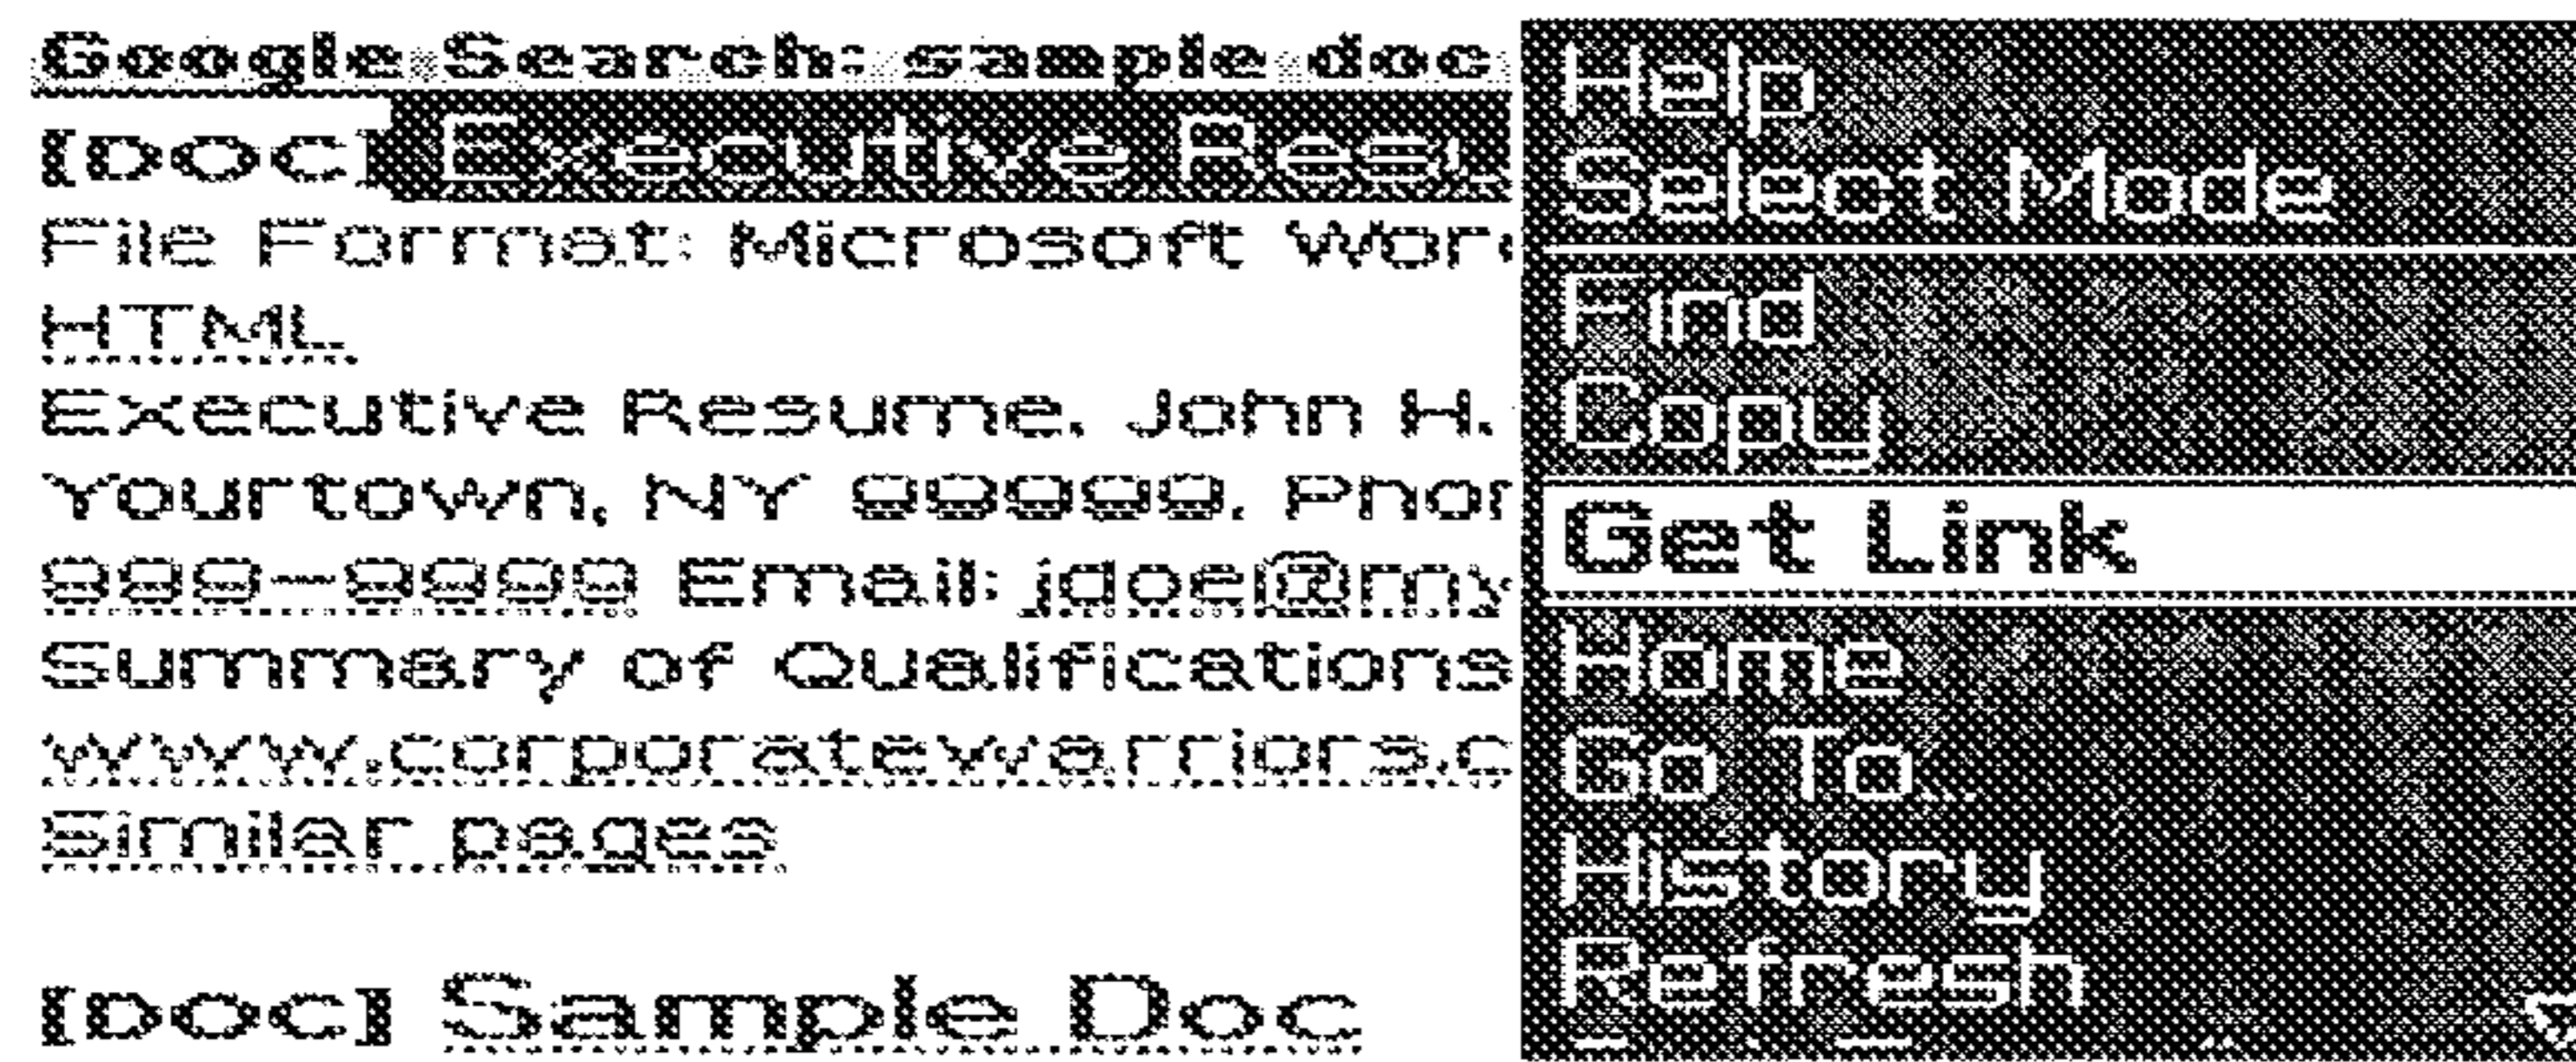 Google Search: sample doc
[DOC] Executive Resu
File Format: Microsoft Wor
HTML
Executive Resume. John H.
Yourtown, NY 99999. Phon
999-9999 Email: jdoe1@my
Summary of Qualifications
www.corporatewarriors.c
Similar pages
[DOC] Sample Doc
Help
Select Mode
Find
Copy
Get Link
Home
Go To...
History
Refresh